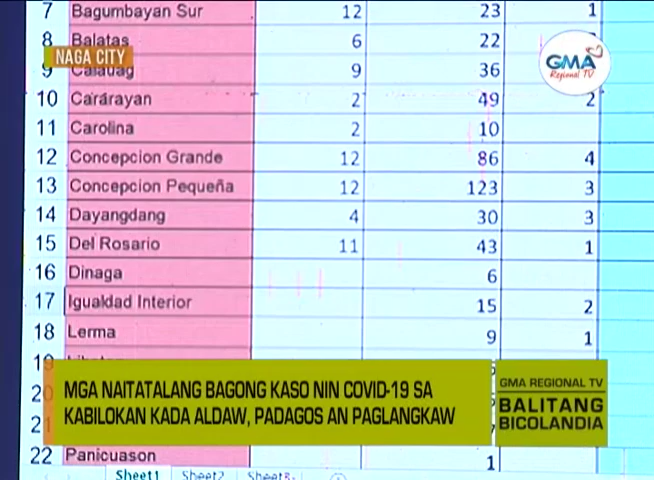 7 Bagumbayan Sur 12 23 1
8 Balatas 6 22
NAGA CITY
GMA
Regional TV
9 Calauag 9 36
10 Cararayan 2 49 2
11 Carolina 2 10
12 Concepcion Grande 12 86 4
13 Concepcion Pequeña 12 123 3
14 Dayangdang 4 30 3
15 Del Rosario 11 43 1
16 Dinaga 6
17 Igualdad Interior 15 2
18 Lerma 9 1
19
20
21
MGA NAITATALANG BAGONG KASO NIN COVID-19 SA
KABILOKAN KADA ALDAW, PADAGOS AN PAGLANGKAW
GMA REGIONAL TV
BALITANG
BICOLANDIA
22 Panicuason 1
Sheet1 Sheet2 Sheet3